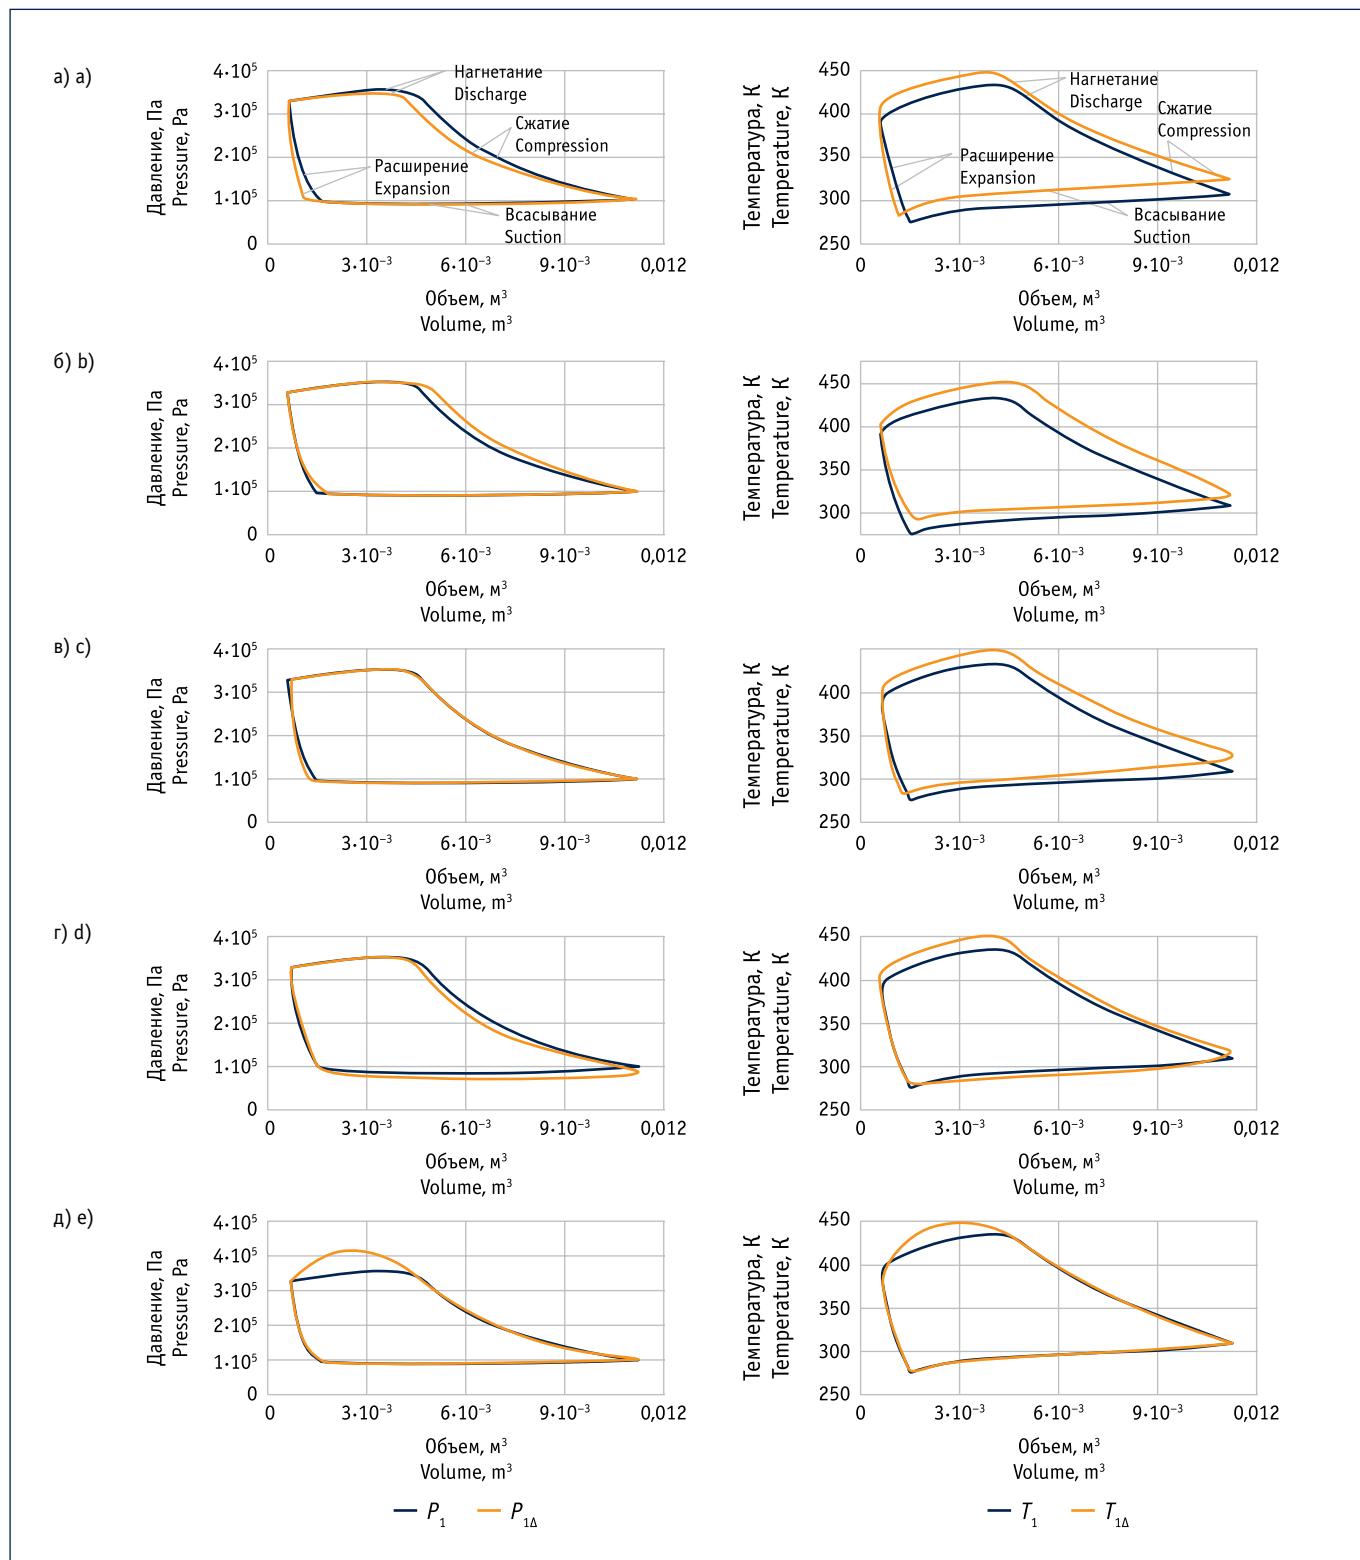 а) a)
Давление, Па
Pressure, Pa
4·10⁵
3·10⁵
2·10⁵
1·10⁵
0
Нагнетание
Discharge
Сжатие
Compression
Расширение
Expansion
Всасывание
Suction
0 3·10⁻³ 6·10⁻³ 9·10⁻³ 0,012
Объем, м³
Volume, m³
Температура, К
Temperature, K
450
400
350
300
250
Нагнетание
Discharge
Сжатие
Compression
Расширение
Expansion
Всасывание
Suction
0 3·10⁻³ 6·10⁻³ 9·10⁻³ 0,012
Объем, м³
Volume, m³
б) b)
Давление, Па
Pressure, Pa
4·10⁵
3·10⁵
2·10⁵
1·10⁵
0
0 3·10⁻³ 6·10⁻³ 9·10⁻³ 0,012
Объем, м³
Volume, m³
Температура, К
Temperature, K
450
400
350
300
0 3·10⁻³ 6·10⁻³ 9·10⁻³ 0,012
Объем, м³
Volume, m³
в) c)
Давление, Па
Pressure, Pa
4·10⁵
3·10⁵
2·10⁵
1·10⁵
0
0 3·10⁻³ 6·10⁻³ 9·10⁻³ 0,012
Объем, м³
Volume, m³
Температура, К
Temperature, K
400
350
300
250
0 3·10⁻³ 6·10⁻³ 9·10⁻³ 0,012
Объем, м³
Volume, m³
г) d)
Давление, Па
Pressure, Pa
4·10⁵
3·10⁵
2·10⁵
1·10⁵
0
0 3·10⁻³ 6·10⁻³ 9·10⁻³ 0,012
Объем, м³
Volume, m³
Температура, К
Temperature, K
450
400
350
300
250
0 3·10⁻³ 6·10⁻³ 9·10⁻³ 0,012
Объем, м³
Volume, m³
д) e)
Давление, Па
Pressure, Pa
4·10⁵
4·10⁵
3·10⁵
2·10⁵
1·10⁵
0
0 3·10⁻³ 6·10⁻³ 9·10⁻³ 0,012
Объем, м³
Volume, m³
Температура, К
Temperature, K
450
400
350
300
250
0 3·10⁻³ 6·10⁻³ 9·10⁻³ 0,012
Объем, м³
Volume, m³
P₁ P₁Δ
T₁ T₁Δ